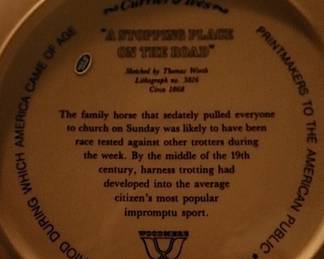 Currier & Ives
"A STOPPING PLACE
ON THE ROAD"
Sketched by Thomas Worth
Lithograph no. 5826
Circa 1868
The family horse that sedately pulled everyone
to church on Sunday was likely to have been
race tested against other trotters during
the week. By the middle of the 19th
century, harness trotting had
developed into the average
citizen's most popular
impromptu sport.
WOODMERE
PRINTMAKERS TO THE AMERICAN PUBLIC
DURING WHICH AMERICA CAME OF AGE